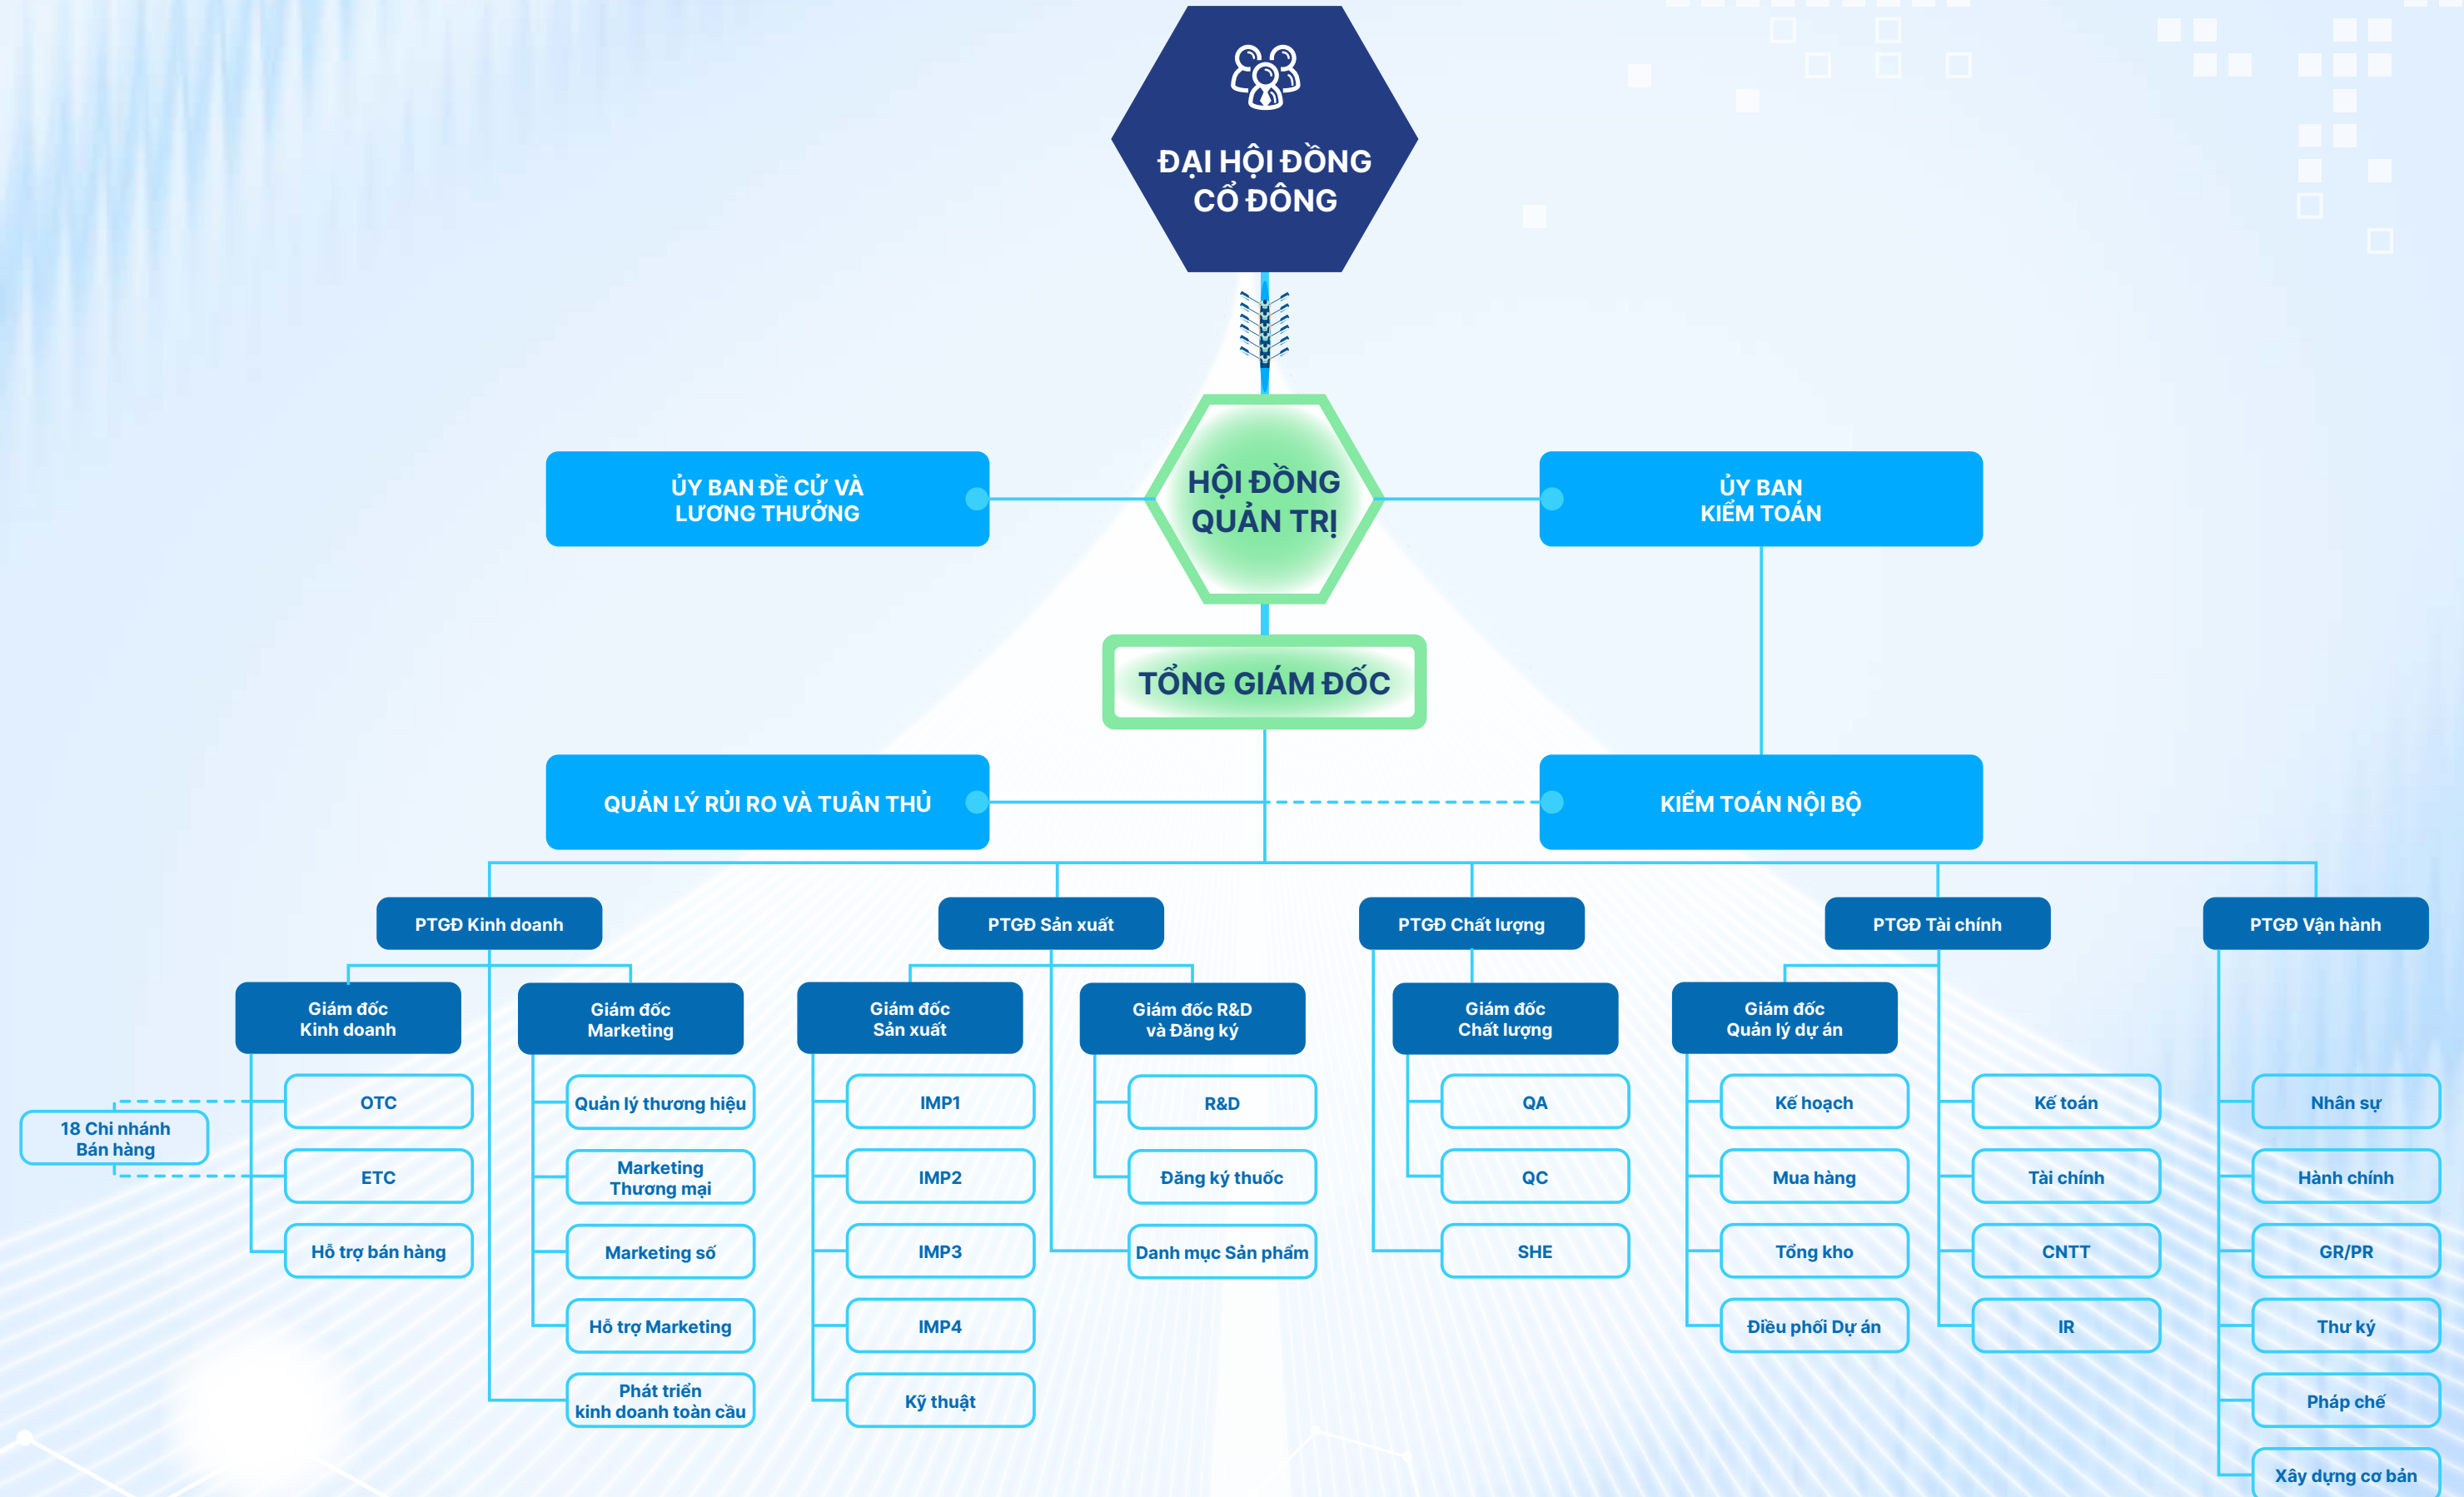 ĐẠI HỘI ĐỒNG
CỔ ĐÔNG
HỘI ĐỒNG
QUẢN TRỊ
ỦY BAN ĐỀ CỬ VÀ
LƯƠNG THƯỞNG
ỦY BAN
KIỂM TOÁN
TỔNG GIÁM ĐỐC
QUẢN LÝ RỦI RO VÀ TUÂN THỦ
KIỂM TOÁN NỘI BỘ
PTGĐ Kinh doanh
PTGĐ Sản xuất
PTGĐ Chất lượng
PTGĐ Tài chính
PTGĐ Vận hành
Giám đốc
Kinh doanh
Giám đốc
Marketing
Giám đốc
Sản xuất
Giám đốc R&D
và Đăng ký
Giám đốc
Chất lượng
Giám đốc
Quản lý dự án
18 Chi nhánh
Bán hàng
OTC
ETC
Hỗ trợ bán hàng
Quản lý thương hiệu
Marketing
Thương mại
Marketing số
Hỗ trợ Marketing
Phát triển
kinh doanh toàn cầu
IMP1
IMP2
IMP3
IMP4
Kỹ thuật
R&D
Đăng ký thuốc
Danh mục Sản phẩm
QA
QC
SHE
Kế hoạch
Mua hàng
Tổng kho
Điều phối Dự án
Kế toán
Tài chính
CNTT
IR
Nhân sự
Hành chính
GR/PR
Thư ký
Pháp chế
Xây dựng cơ bản